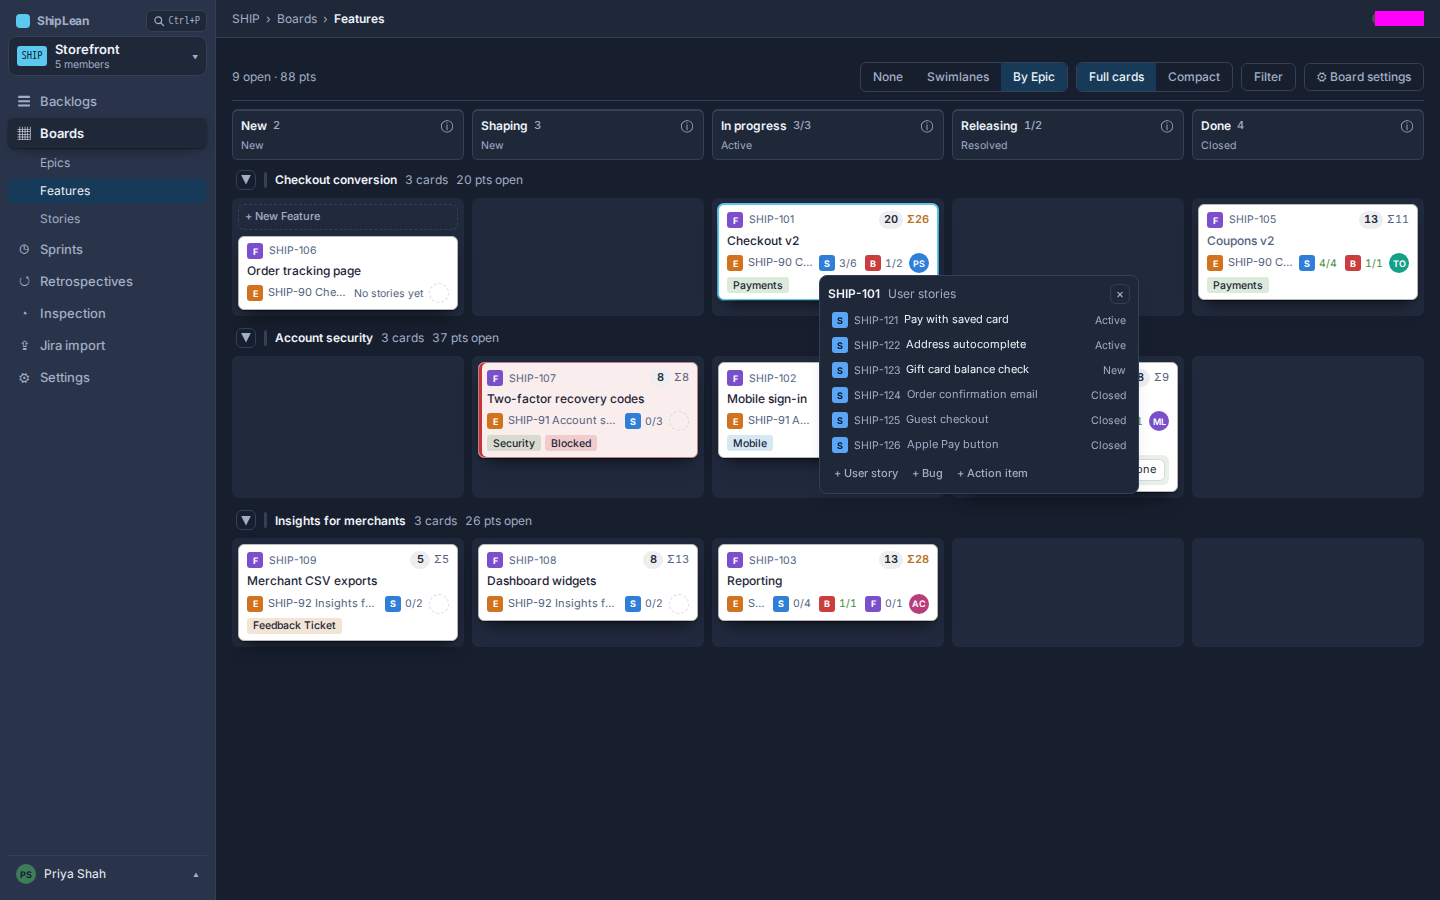 ShipLean
Ctrl+P
SHIP › Boards › Features
SHIP
Storefront
5 members
Backlogs
Boards
Epics
Features
Stories
Sprints
Retrospectives
Inspection
Jira import
Settings
PS Priya Shah
9 open · 88 pts
None Swimlanes By Epic Full cards Compact Filter Board settings
New 2
New
Shaping 3
New
In progress 3/3
Active
Releasing 1/2
Resolved
Done 4
Closed
Checkout conversion 3 cards 20 pts open
+ New Feature
F SHIP-106
Order tracking page
E SHIP-90 Che... No stories yet
F SHIP-101 20 Σ26
Checkout v2
E SHIP-90 C... S 3/6 B 1/2 PS
Payments
F SHIP-105 13 Σ11
Coupons v2
E SHIP-90 C... S 4/4 B 1/1 TO
Payments
SHIP-101 User stories ×
S SHIP-121 Pay with saved card Active
S SHIP-122 Address autocomplete Active
S SHIP-123 Gift card balance check New
S SHIP-124 Order confirmation email Closed
S SHIP-125 Guest checkout Closed
S SHIP-126 Apple Pay button Closed
+ User story + Bug + Action item
Account security 3 cards 37 pts open
F SHIP-107 8 Σ8
Two-factor recovery codes
E SHIP-91 Account s... S 0/3
Security Blocked
F SHIP-102
Mobile sign-in
E SHIP-91 A...
Mobile
8 Σ9
ML
one
Insights for merchants 3 cards 26 pts open
F SHIP-109 5 Σ5
Merchant CSV exports
E SHIP-92 Insights f... S 0/2
Feedback Ticket
F SHIP-108 8 Σ13
Dashboard widgets
E SHIP-92 Insights f... S 0/2
F SHIP-103 13 Σ28
Reporting
E S... S 0/4 B 1/1 F 0/1 AC